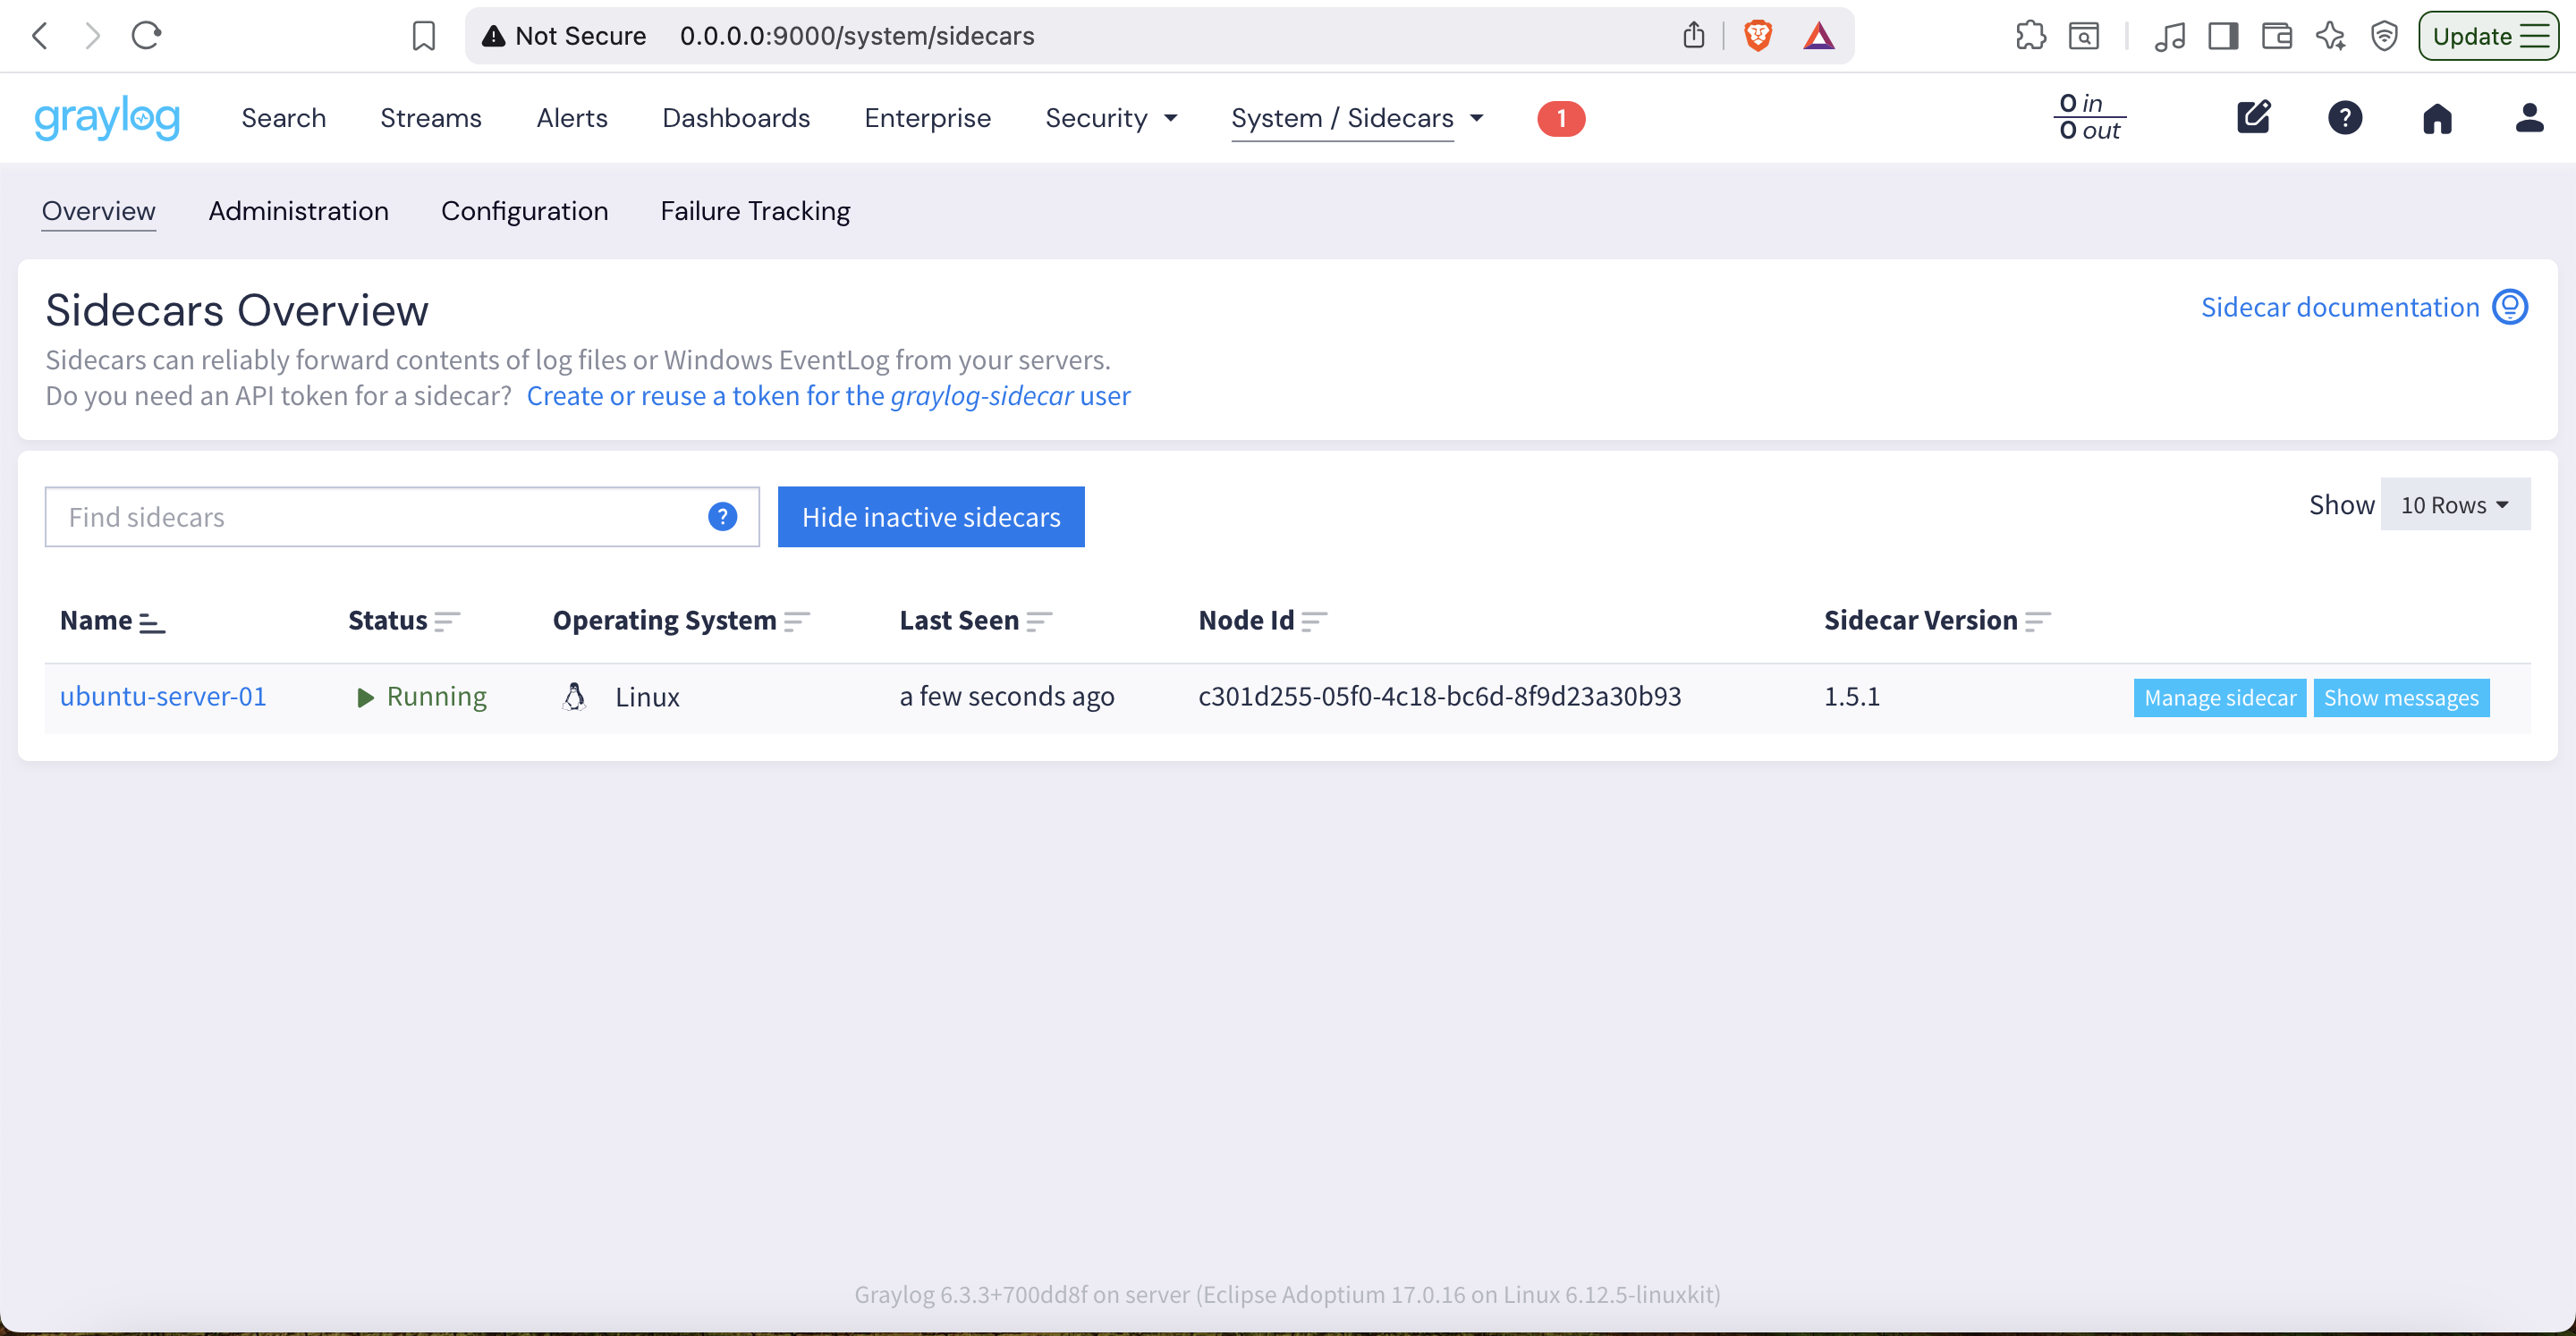 Not Secure 0.0.0.0:9000/system/sidecars
Update
graylog Search Streams Alerts Dashboards Enterprise Security System / Sidecars 1
0 in
0 out
Overview Administration Configuration Failure Tracking
Sidecars Overview
Sidecar documentation
Sidecars can reliably forward contents of log files or Windows EventLog from your servers.
Do you need an API token for a sidecar? Create or reuse a token for the graylog-sidecar user
Find sidecars ? Hide inactive sidecars
Show 10 Rows
Name Status Operating System Last Seen Node Id Sidecar Version
ubuntu-server-01 Running Linux a few seconds ago c301d255-05f0-4c18-bc6d-8f9d23a30b93 1.5.1 Manage sidecar Show messages
Graylog 6.3.3+700dd8f on server (Eclipse Adoptium 17.0.16 on Linux 6.12.5-linuxkit)